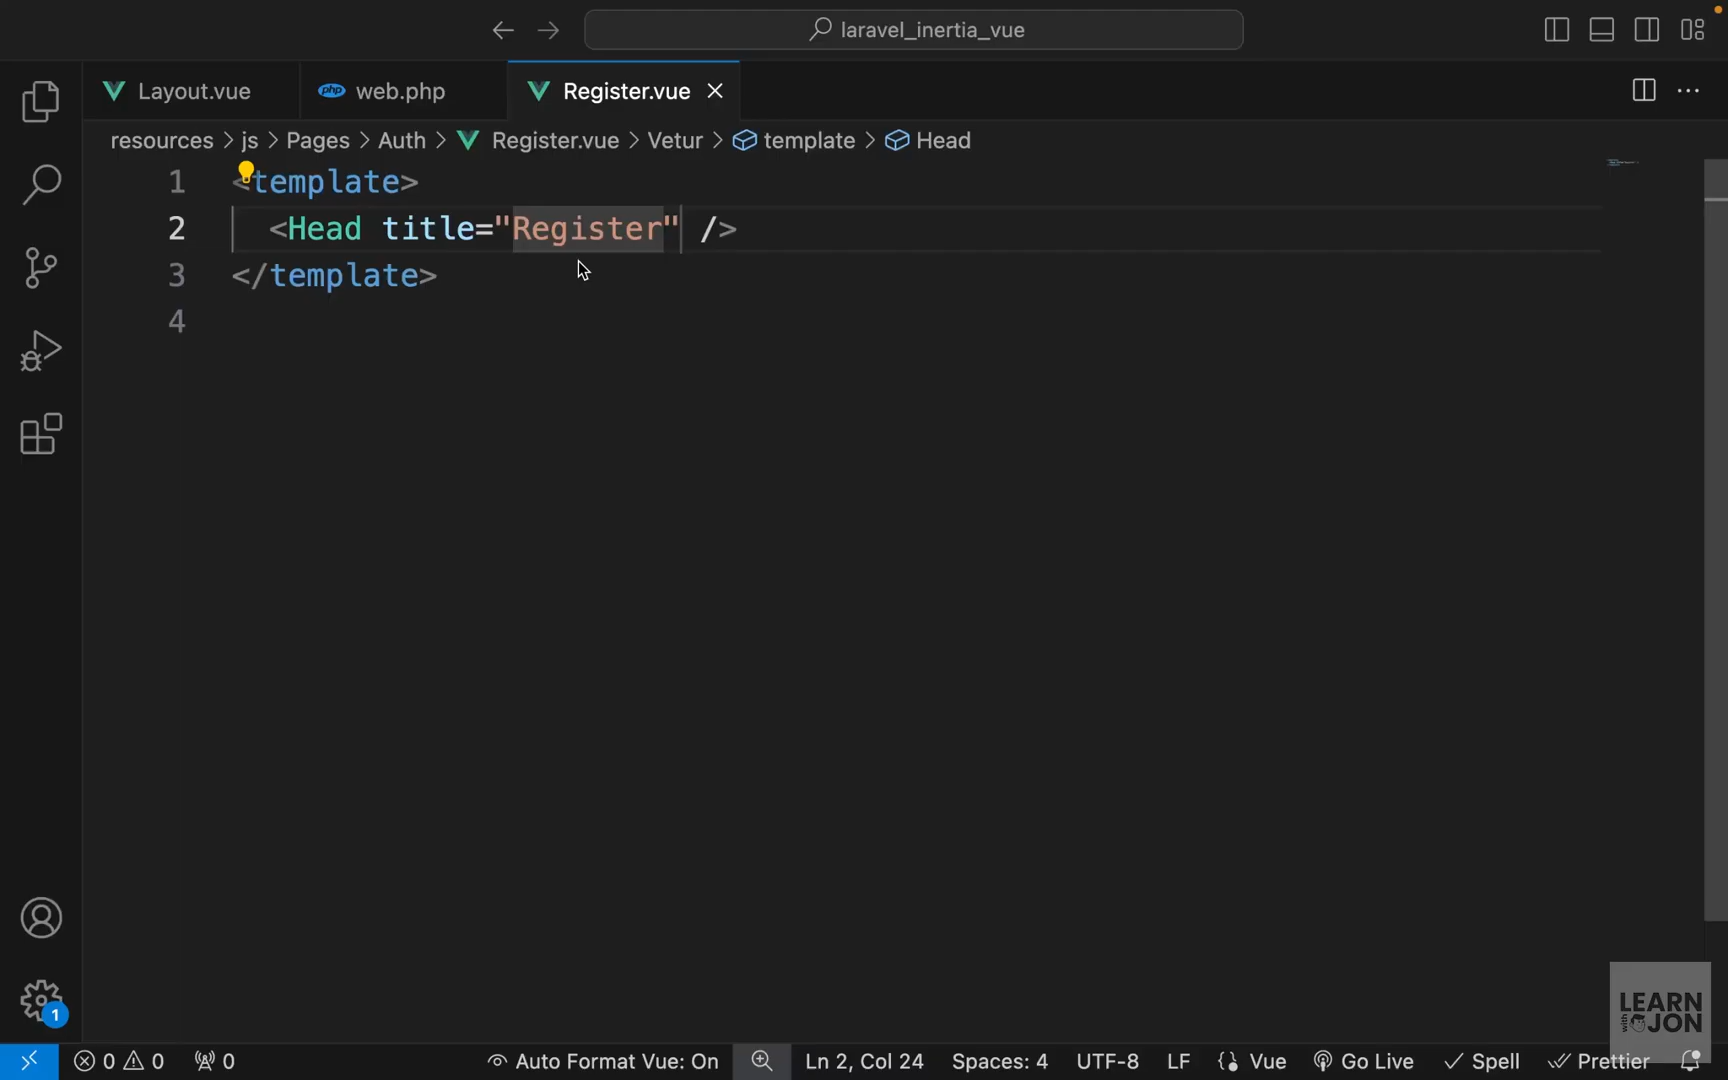 laravel_inertia_vue
Layout.vue
php web.php
Register.vue
resources > js > Pages > Auth > Register.vue > Vetur > template > Head
1 <template>
2 <Head title="Register" />
3 </template>
4
1
0 0 0 Auto Format Vue: On Ln 2, Col 24 Spaces: 4 UTF-8 LF Vue Go Live Spell Prettier
LEARN
with JON